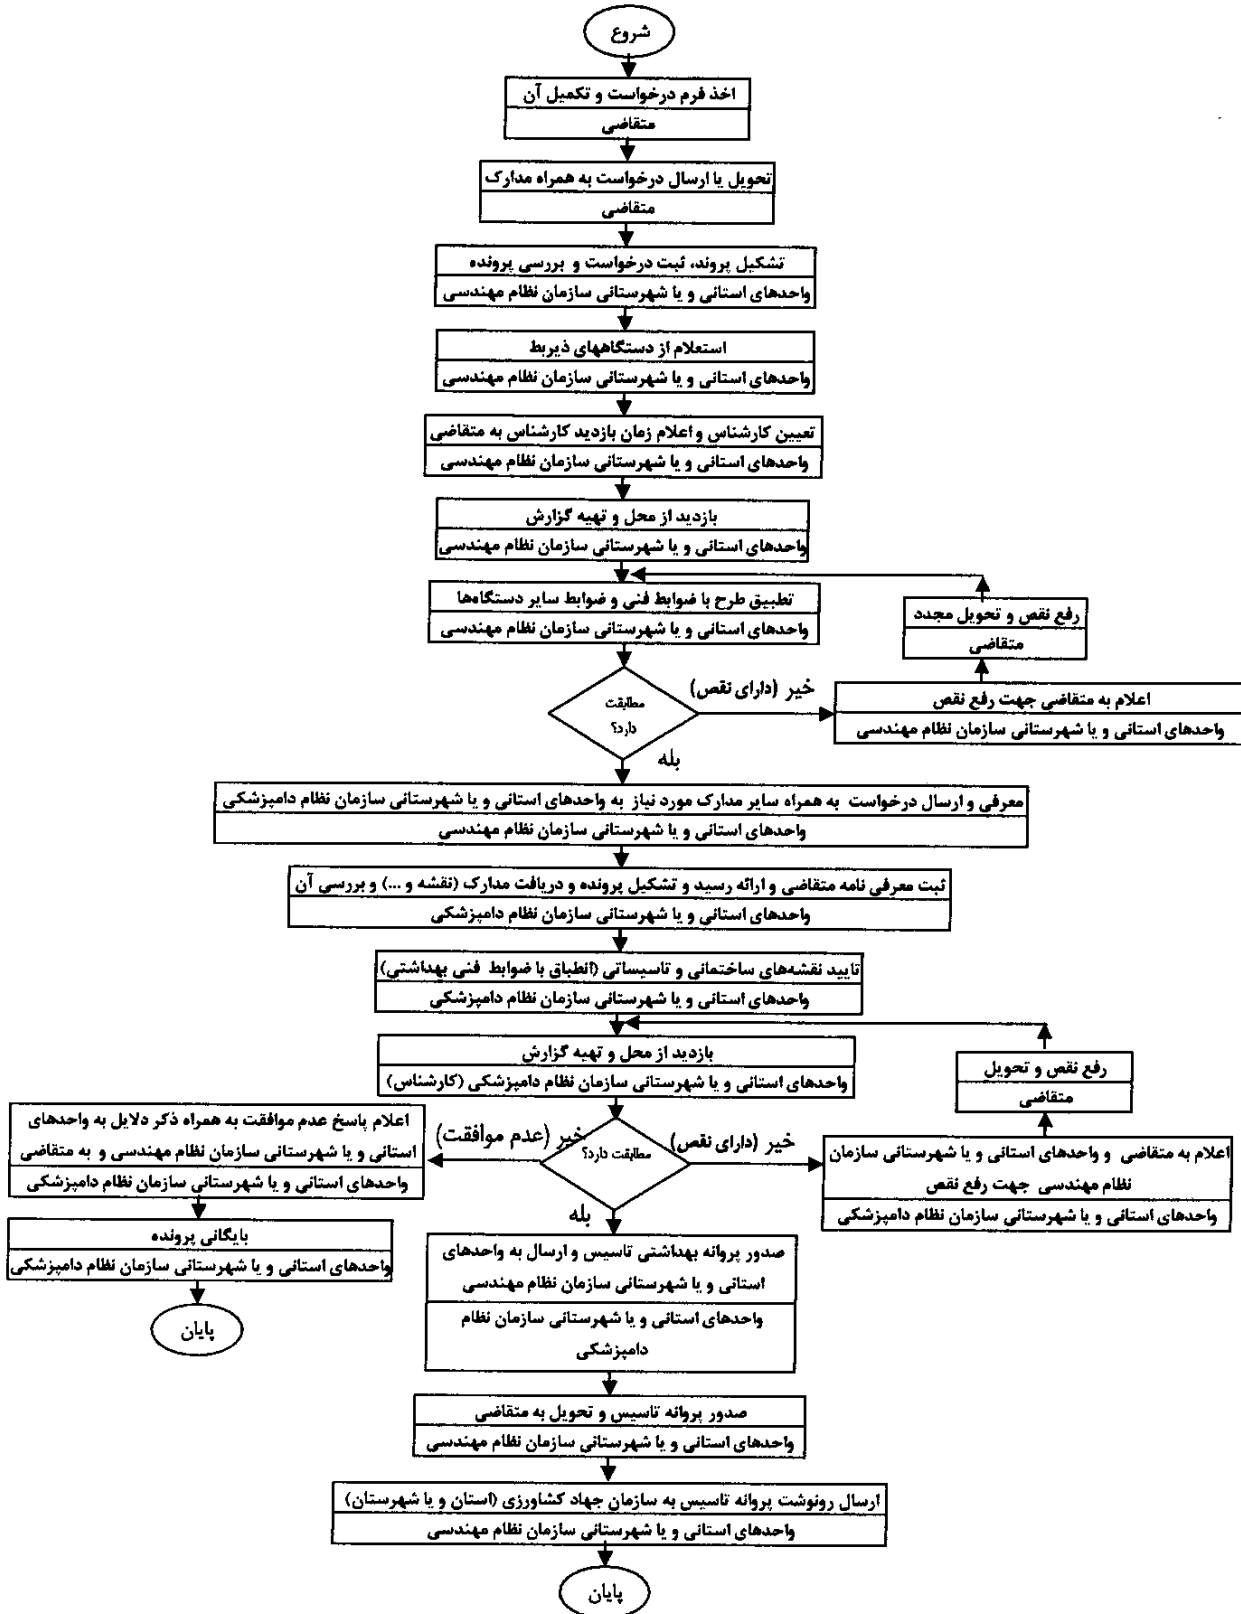 شروع
اخذ فرم درخواست و تکمیل آن
متقاضی
تحویل یا ارسال درخواست به همراه مدارک
متقاضی
تشکیل پروند، ثبت درخواست و بررسی پرونده
واحدهای استانی و یا شهرستانی سازمان نظام مهندسی
استعلام از دستگاههای ذیربط
واحدهای استانی و یا شهرستانی سازمان نظام مهندسی
تعیین کارشناس و اعلام زمان بازدید کارشناس به متقاضی
واحدهای استانی و یا شهرستانی سازمان نظام مهندسی
بازدید از محل و تهیه گزارش
واحدهای استانی و یا شهرستانی سازمان نظام مهندسی
تطبیق طرح با ضوابط فنی و ضوابط سایر دستگاه‌ها
واحدهای استانی و یا شهرستانی سازمان نظام مهندسی
رفع نقص و تحویل مجدد
متقاضی
مطابقت
دارد؟
خیر (دارای نقص)
اعلام به متقاضی جهت رفع نقص
واحدهای استانی و یا شهرستانی سازمان نظام مهندسی
بله
معرفی و ارسال درخواست به همراه سایر مدارک مورد نیاز به واحدهای استانی و یا شهرستانی سازمان نظام دامپزشکی
واحدهای استانی و یا شهرستانی سازمان نظام مهندسی
ثبت معرفی نامه متقاضی و ارائه رسید و تشکیل پرونده و دریافت مدارک (نقشه و ...) و بررسی آن
واحدهای استانی و یا شهرستانی سازمان نظام دامپزشکی
تایید نقشه‌های ساختمانی و تاسیساتی (انطباق با ضوابط فنی بهداشتی)
واحدهای استانی و یا شهرستانی سازمان نظام دامپزشکی
بازدید از محل و تهیه گزارش
واحدهای استانی و یا شهرستانی سازمان نظام دامپزشکی (کارشناس)
رفع نقص و تحویل
متقاضی
مطابقت دارد؟
خیر (دارای نقص)
اعلام به متقاضی و واحدهای استانی و یا شهرستانی سازمان
نظام مهندسی جهت رفع نقص
واحدهای استانی و یا شهرستانی سازمان نظام دامپزشکی
خیر (عدم موافقت)
اعلام پاسخ عدم موافقت به همراه ذکر دلایل به واحدهای
استانی و یا شهرستانی سازمان نظام مهندسی و به متقاضی
واحدهای استانی و یا شهرستانی سازمان نظام دامپزشکی
بایگانی پرونده
واحدهای استانی و یا شهرستانی سازمان نظام دامپزشکی
پایان
بله
صدور پروانه بهداشتی تاسیس و ارسال به واحدهای
استانی و یا شهرستانی سازمان نظام مهندسی
واحدهای استانی و یا شهرستانی سازمان نظام
دامپزشکی
صدور پروانه تاسیس و تحویل به متقاضی
واحدهای استانی و یا شهرستانی سازمان نظام مهندسی
ارسال رونوشت پروانه تاسیس به سازمان جهاد کشاورزی (استان و یا شهرستان)
واحدهای استانی و یا شهرستانی سازمان نظام مهندسی
پایان